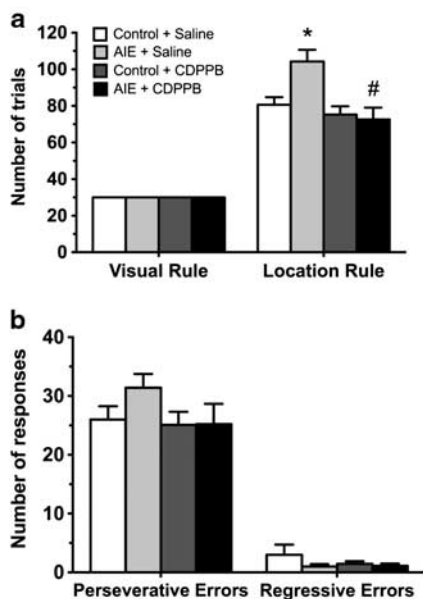 a
Control + Saline
AIE + Saline
Control + CDPPB
AIE + CDPPB
Number of trials
120
100
80
60
40
20
0
*
#
Visual Rule
Location Rule
b
Number of responses
40
30
20
10
0
Perseverative Errors
Regressive Errors